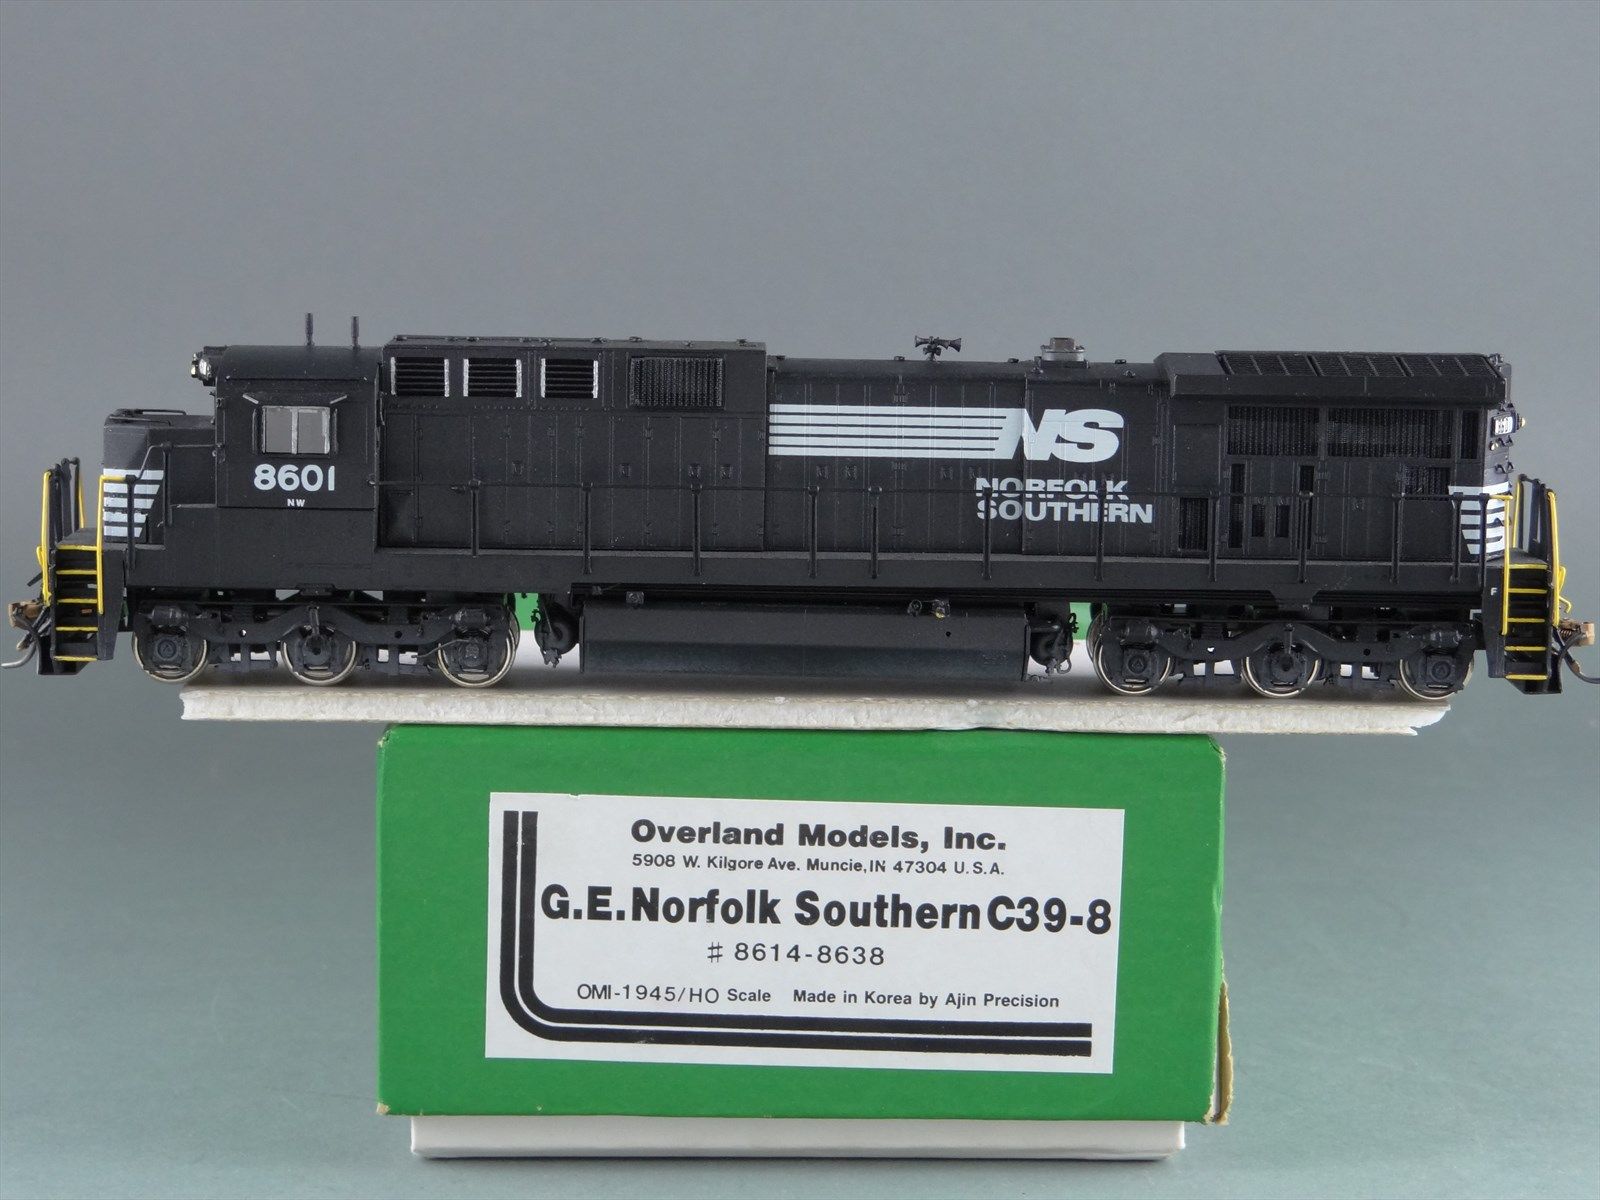 8601
NW
NS
NORFOLK
SOUTHERN
F
Overland Models, Inc.
5908 W. Kilgore Ave. Muncie, IN 47304 U.S.A.
G.E. Norfolk Southern C39-8
# 8614-8638
OMI-1945/HO Scale Made in Korea by Ajin Precision